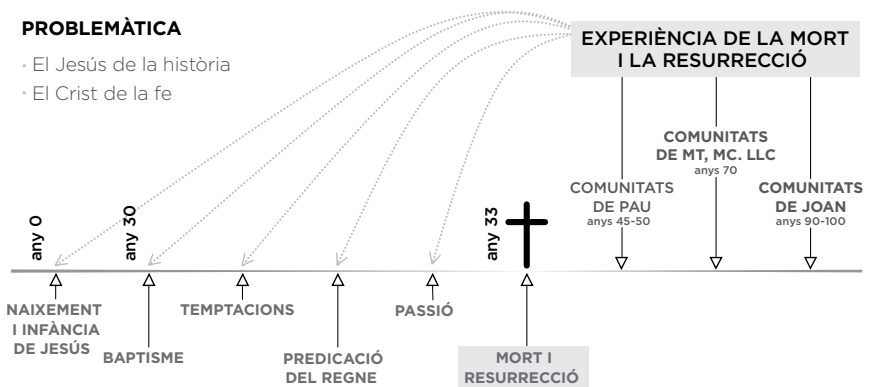 PROBLEMÀTICA
· El Jesús de la història
· El Crist de la fe
EXPERIÈNCIA DE LA MORT
I LA RESURRECCIÓ
COMUNITATS
DE MT, MC. LLC
anys 70
COMUNITATS
DE PAU
anys 45-50
COMUNITATS
DE JOAN
anys 90-100
any 0
any 30
any 33
NAIXEMENT
I INFÀNCIA
DE JESÚS
BAPTISME
TEMPTACIONS
PREDICACIÓ
DEL REGNE
PASSIÓ
MORT I
RESURRECCIÓ